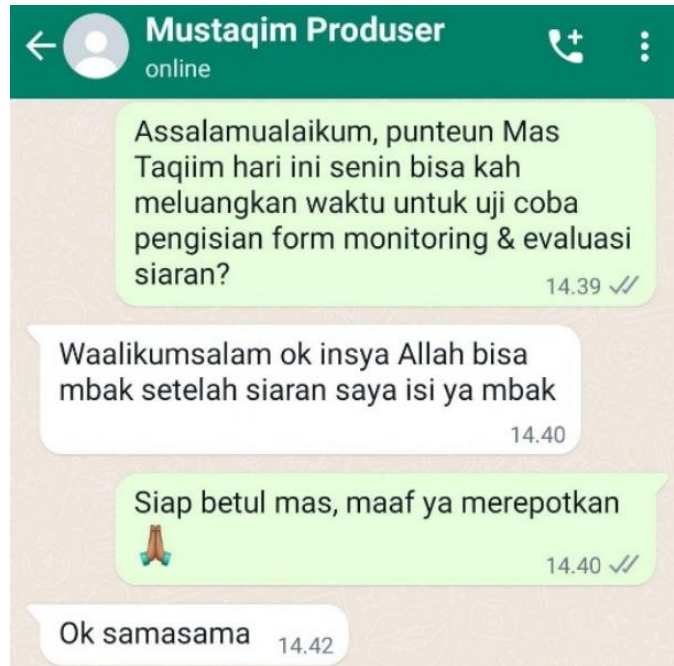 Mustaqim Produser
online
Assalamualaikum, punteun Mas
Taqiim hari ini senin bisa kah
meluangkan waktu untuk uji coba
pengisian form monitoring & evaluasi
siaran?
14.39
Waalikumsalam ok insya Allah bisa
mbak setelah siaran saya isi ya mbak
14.40
Siap betul mas, maaf ya merepotkan
🙏🏾
14.40
Ok samasama 14.42